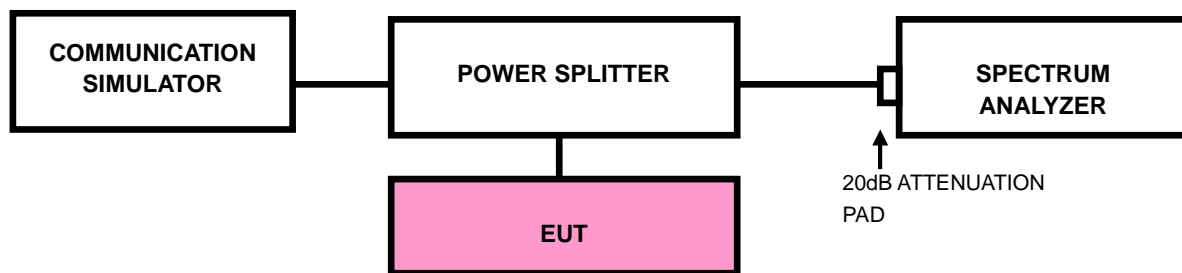 COMMUNICATION
SIMULATOR
POWER SPLITTER
SPECTRUM
ANALYZER
20dB ATTENUATION
PAD
EUT